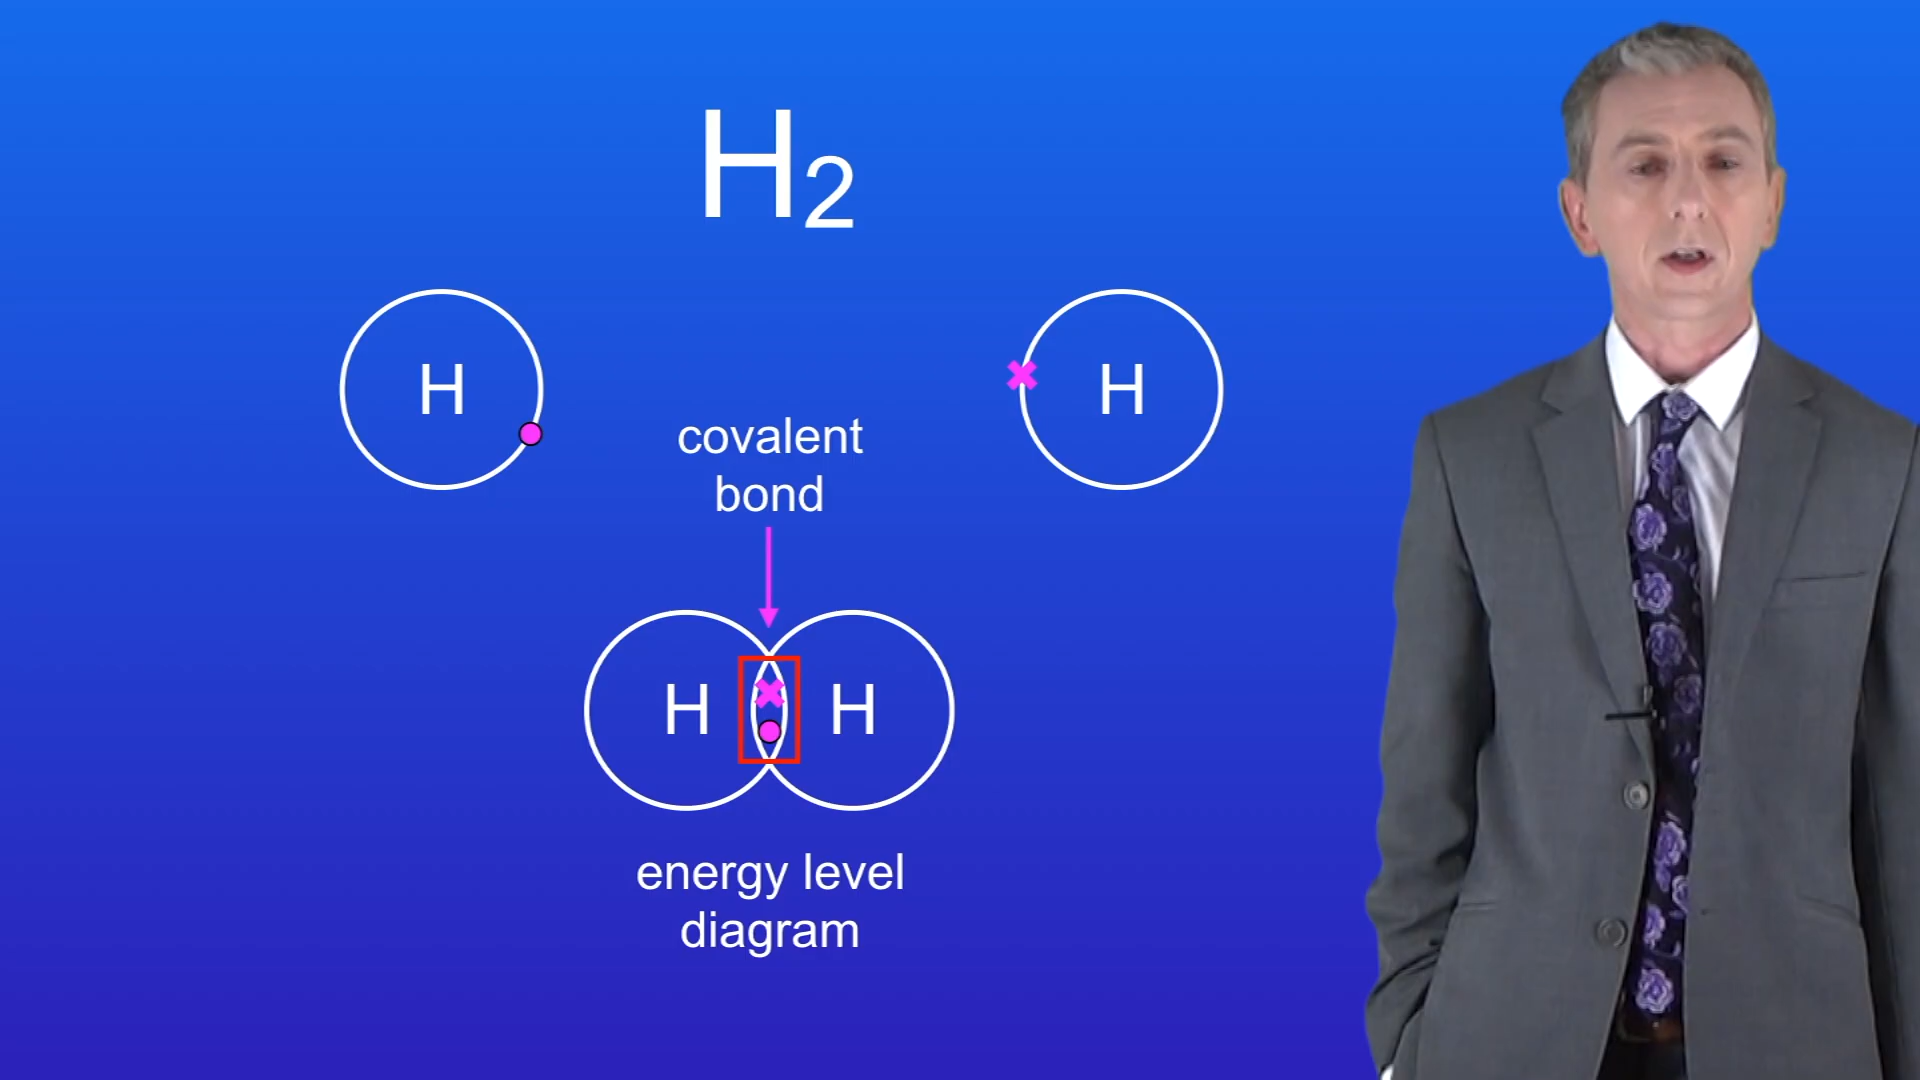 H2
H
H
covalent
bond
H
H
energy level
diagram